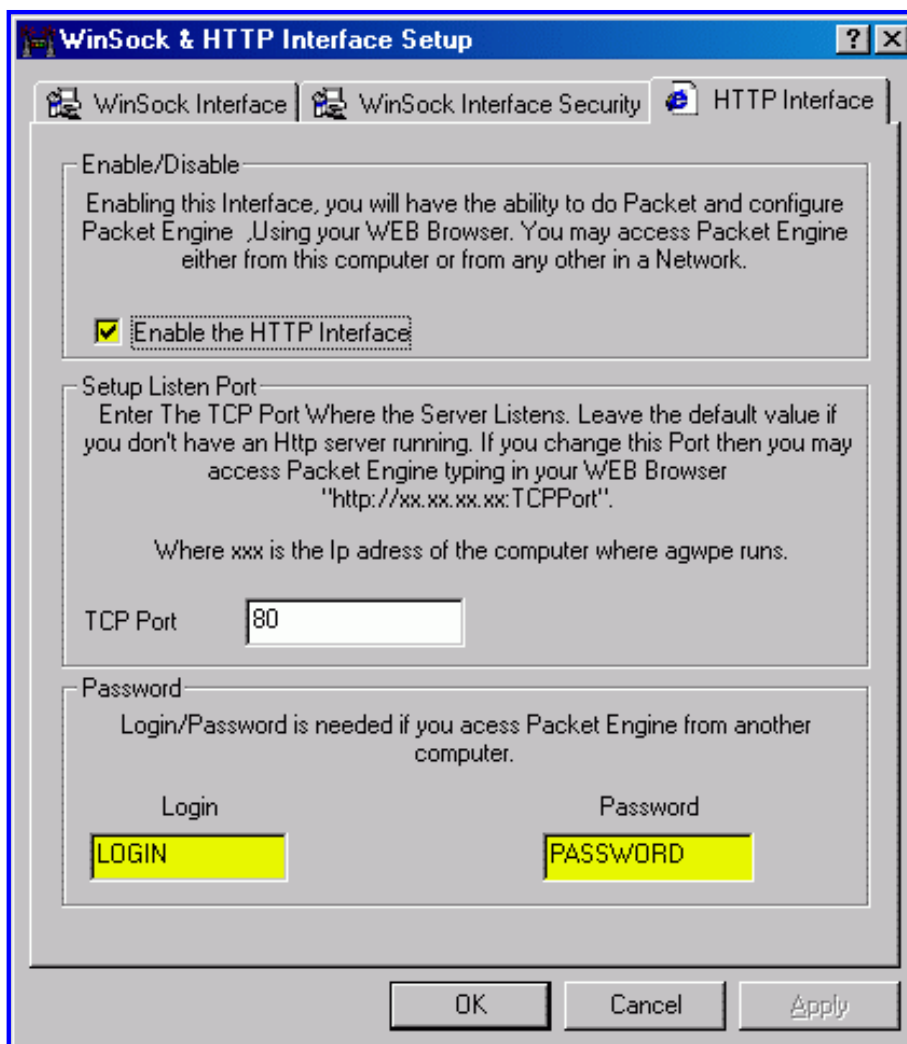 WinSock & HTTP Interface Setup
WinSock Interface
WinSock Interface Security
HTTP Interface
Enable/Disable
Enabling this Interface, you will have the ability to do Packet and configure
Packet Engine ,Using your WEB Browser. You may access Packet Engine
either from this computer or from any other in a Network.
Enable the HTTP Interface
Setup Listen Port
Enter The TCP Port Where the Server Listens. Leave the default value if
you don't have an Http server running. If you change this Port then you may
access Packet Engine typing in your WEB Browser
"http://xx.xx.xx.xx:TCPPort".
Where xxx is the Ip adress of the computer where agwpe runs.
TCP Port 80
Password
Login/Password is needed if you acess Packet Engine from another
computer.
Login Password
LOGIN PASSWORD
OK Cancel Apply